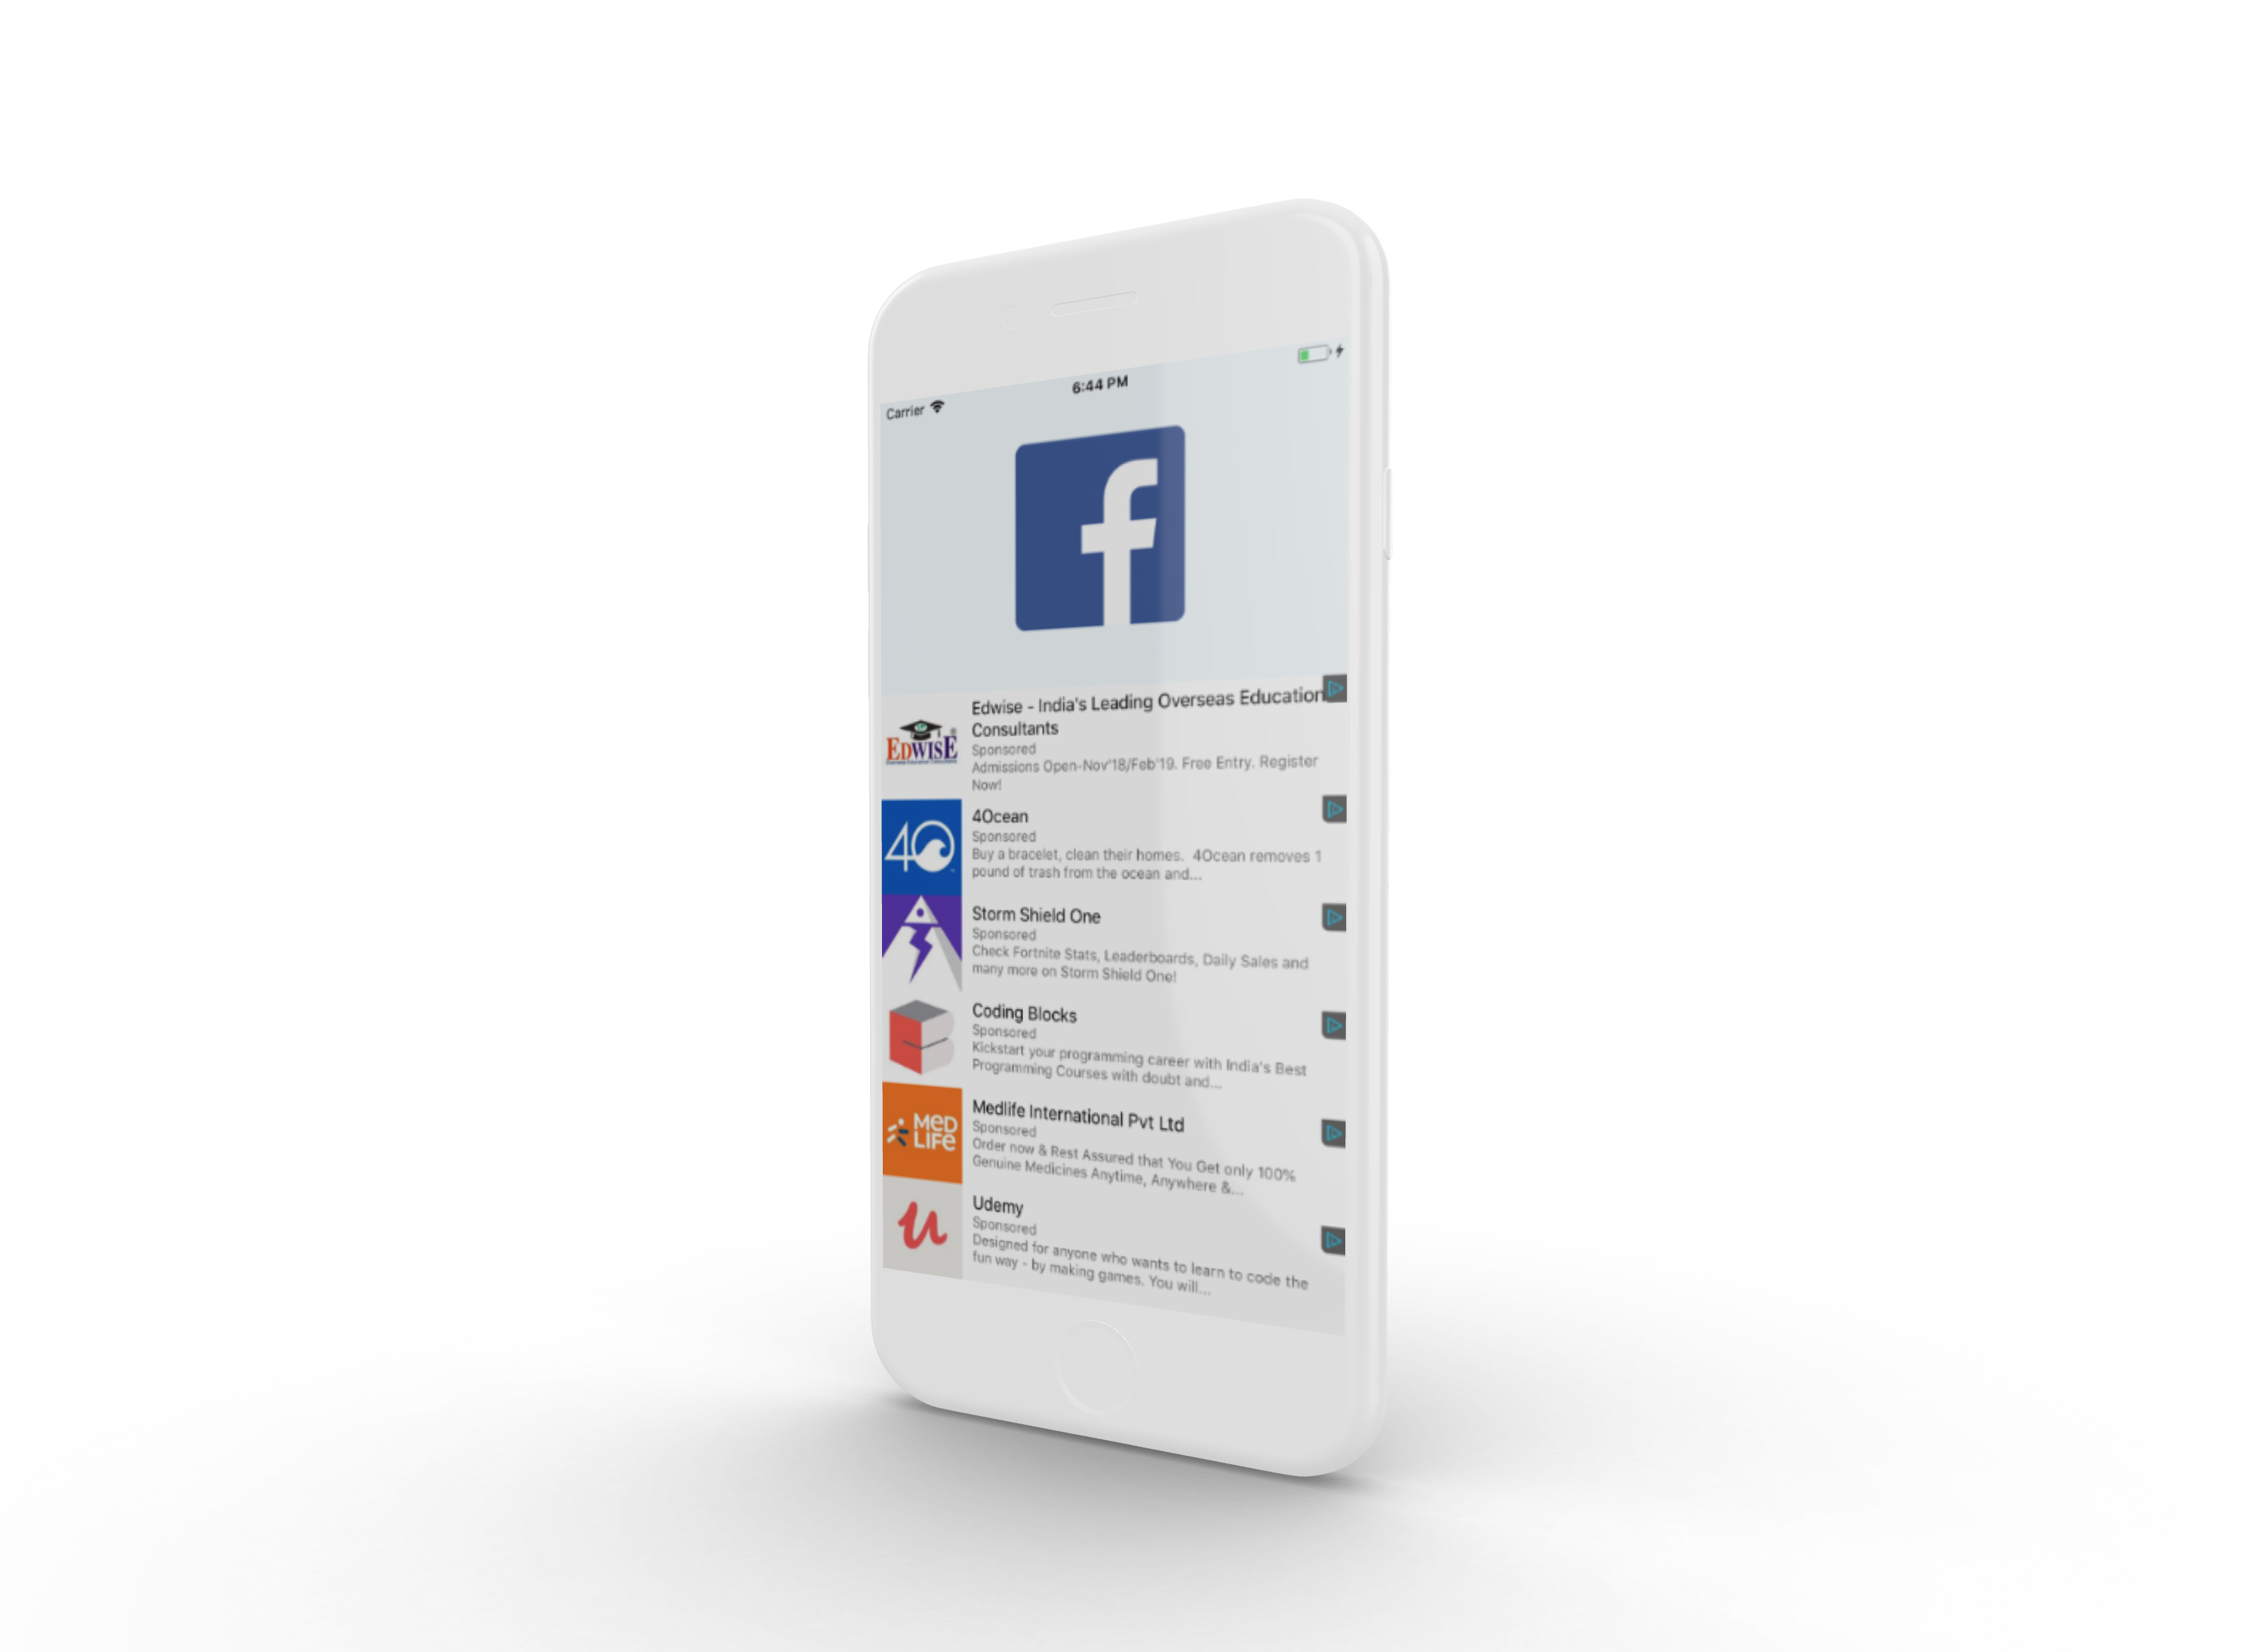 Carrier
6:44 PM
f
Edwise - India's Leading Overseas Education
Consultants
Sponsored
Admissions Open-Nov'18/Feb'19. Free Entry. Register
Now!
EDWISE®
Overseas Education Consultants
4Ocean
Sponsored
Buy a bracelet, clean their homes.  4Ocean removes 1
pound of trash from the ocean and...
4O
Storm Shield One
Sponsored
Check Fortnite Stats, Leaderboards, Daily Sales and
many more on Storm Shield One!
Coding Blocks
Sponsored
Kickstart your programming career with India's Best
Programming Courses with doubt and...
Medlife International Pvt Ltd
Sponsored
Order now & Rest Assured that You Get only 100%
Genuine Medicines Anytime, Anywhere &...
MeD
LIFe
Udemy
Sponsored
Designed for anyone who wants to learn to code the
fun way - by making games. You will...
u